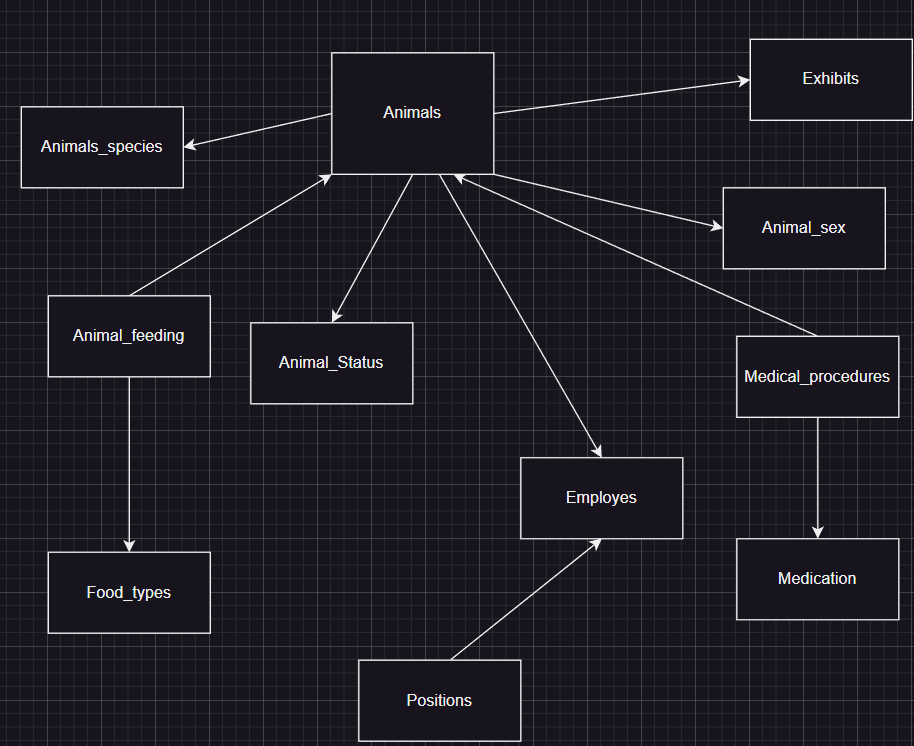 Exhibits
Animals
Animals_species
Animal_sex
Animal_feeding
Animal_Status
Medical_procedures
Employes
Medication
Food_types
Positions